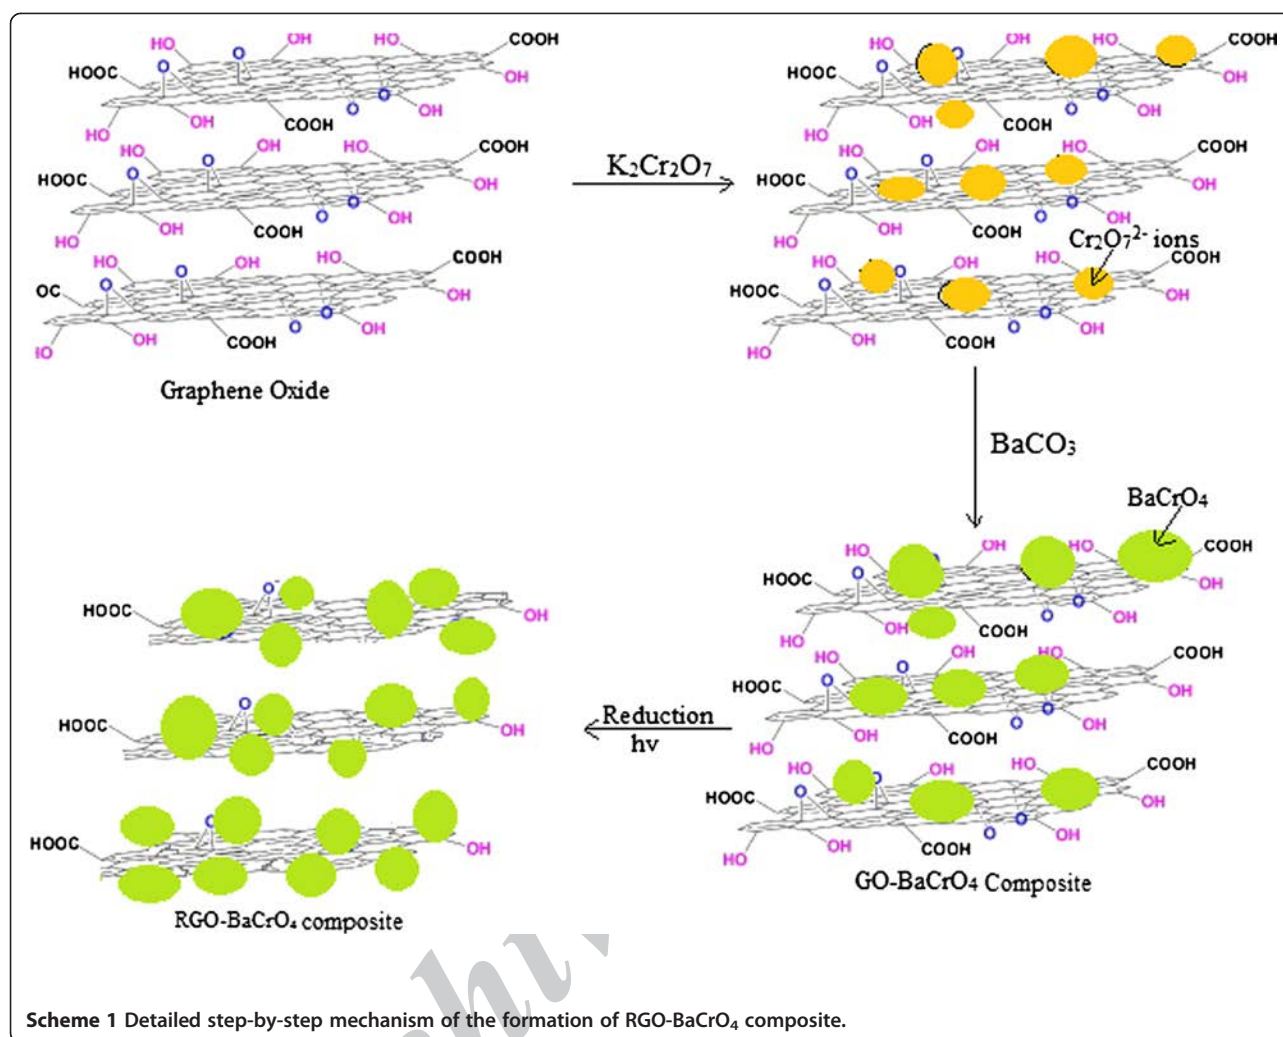 HO OH HO COOH
HOOC O O OH
O O OH
HO OH COOH
HO OH HO COOH
HOOC O O OH
O O OH
HO OH COOH
HO OH HO COOH
OC O O OH
O O OH
IO OH COOH
Graphene Oxide
K₂Cr₂O₇
HO OH HO COOH
HOOC O O OH
O O OH
HO OH COOH
HO OH HO COOH
HOOC O O OH
O O OH
HO OH COOH
Cr₂O₇²⁻ ions
HO OH HO COOH
HOOC O O OH
O O OH
HO OH COOH
BaCO₃
BaCrO₄
HO OH HO COOH
HOOC O OH
O O OH
HO OH COOH
HO OH HO COOH
HOOC O O OH
O O OH
HO OH COOH
HO OH HO COOH
HOOC O O OH
O O OH
HO OH COOH
GO-BaCrO₄ Composite
Reduction
hv
O
HOOC OH
O
HOOC OH
O
HOOC OH
RGO-BaCrO₄ composite
Scheme 1 Detailed step-by-step mechanism of the formation of RGO-BaCrO₄ composite.